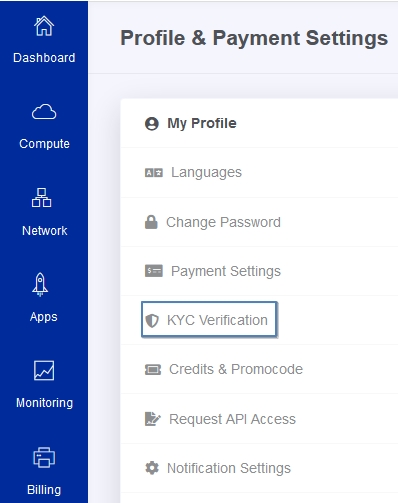 Profile & Payment Settings
Dashboard
Compute
Network
Apps
Monitoring
Billing
My Profile
Languages
Change Password
Payment Settings
KYC Verification
Credits & Promocode
Request API Access
Notification Settings